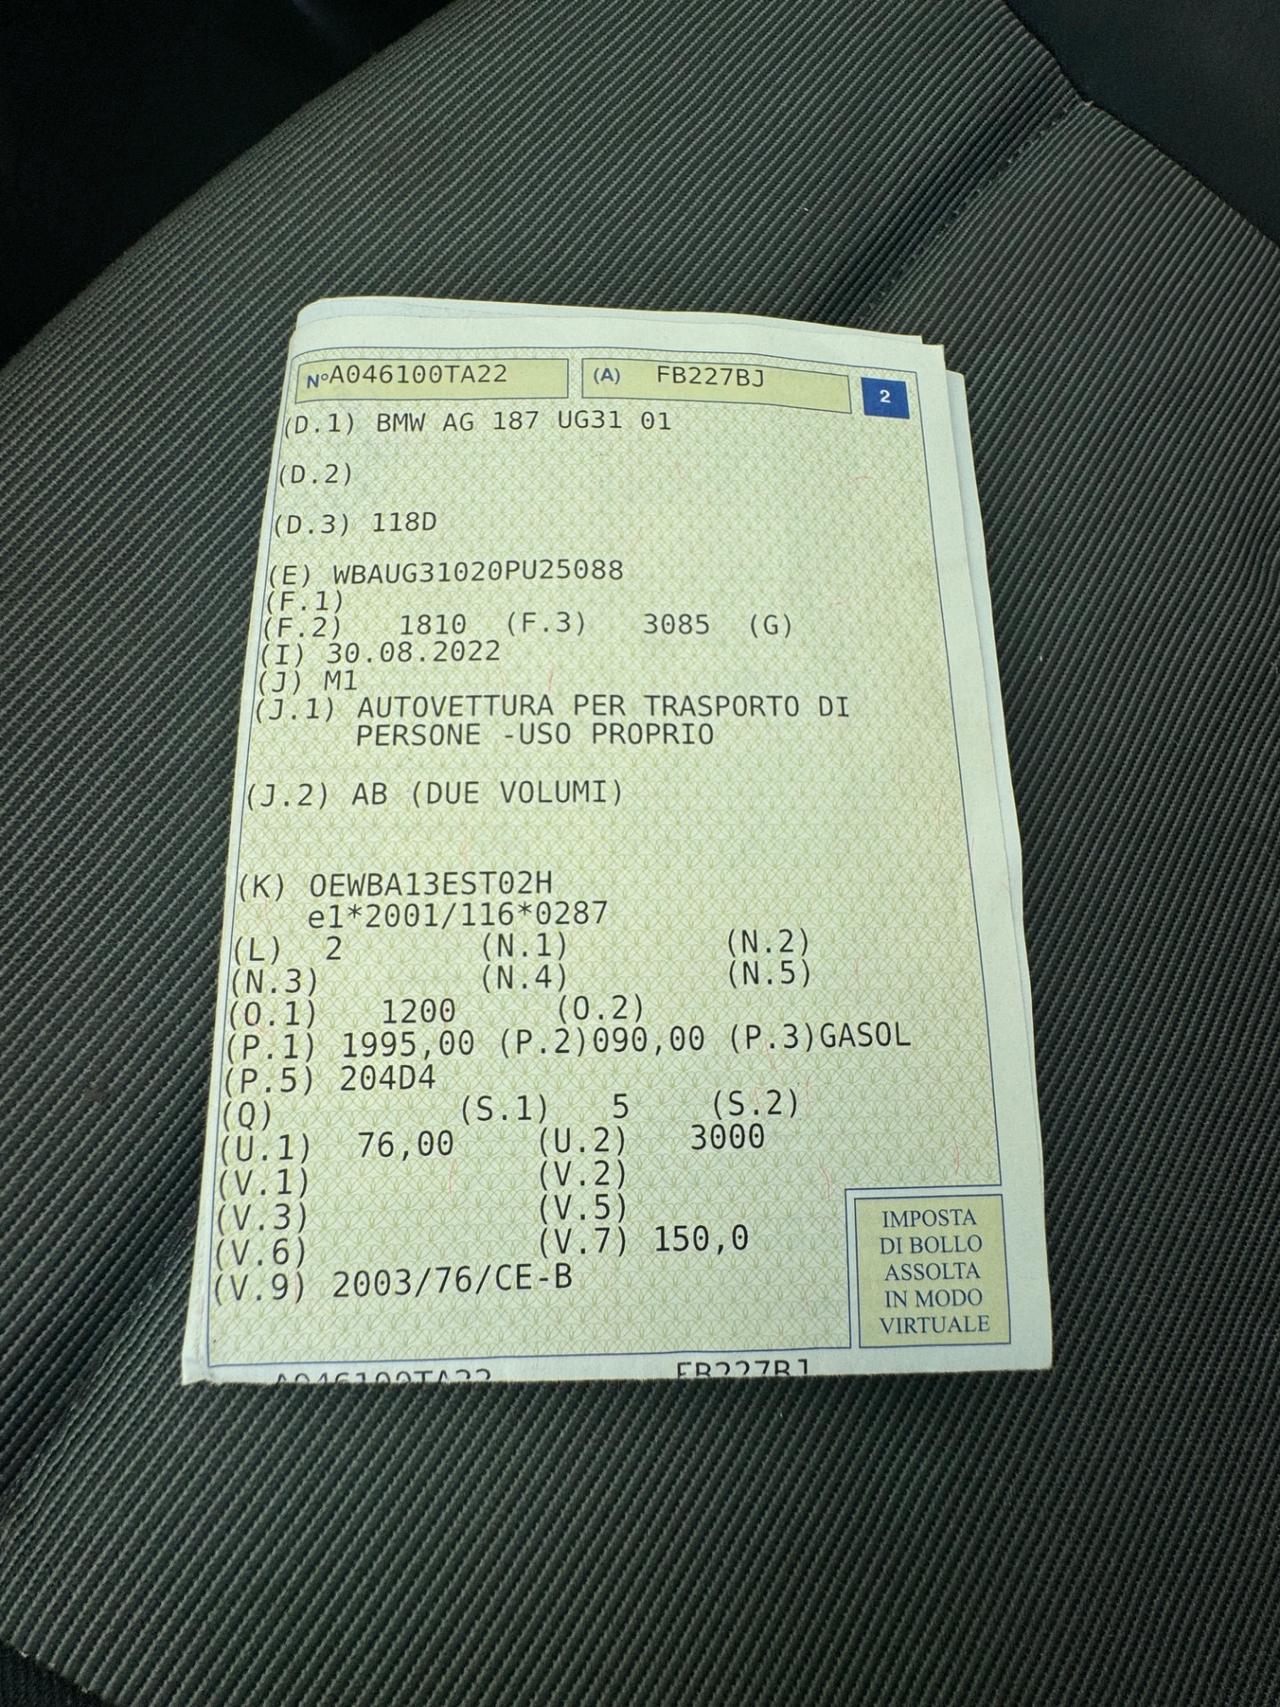 N° A046100TA22 (A) FB227BJ 2
(D.1) BMW AG 187 UG31 01
(D.2)
(D.3) 118D
(E) WBAUG31020PU25088
(F.1)
(F.2) 1810 (F.3) 3085 (G)
(I) 30.08.2022
(J) M1
(J.1) AUTOVETTURA PER TRASPORTO DI
PERSONE -USO PROPRIO
(J.2) AB (DUE VOLUMI)
(K) OEWBA13EST02H
e1*2001/116*0287
(L) 2 (N.1) (N.2)
(N.3) (N.4) (N.5)
(O.1) 1200 (O.2)
(P.1) 1995,00 (P.2)090,00 (P.3)GASOL
(P.5) 204D4
(Q) (S.1) 5 (S.2)
(U.1) 76,00 (U.2) 3000
(V.1) (V.2)
(V.3) (V.5)
(V.6) (V.7) 150,0
(V.9) 2003/76/CE-B
IMPOSTA
DI BOLLO
ASSOLTA
IN MODO
VIRTUALE
A046100TA22 FB227BJ